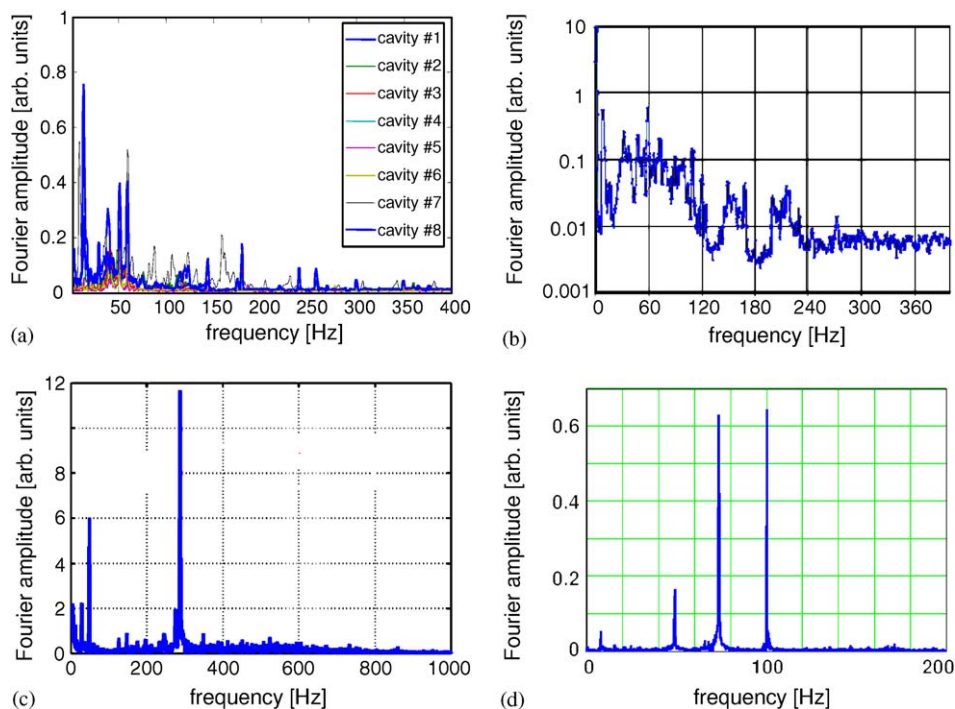 Fourier amplitude [arb. units]
1
0.8
0.6
0.4
0.2
0
50 100 150 200 250 300 350 400
frequency [Hz]
cavity #1
cavity #2
cavity #3
cavity #4
cavity #5
cavity #6
cavity #7
cavity #8
(a)
Fourier amplitude [arb. units]
10
1
0.1
0.01
0.001
0 60 120 180 240 300 360
frequency [Hz]
(b)
Fourier amplitude [arb. units]
12
10
8
6
4
2
0
0 200 400 600 800 1000
frequency [Hz]
(c)
Fourier amplitude [arb. units]
0.6
0.4
0.2
0
0 100 200
frequency [Hz]
(d)